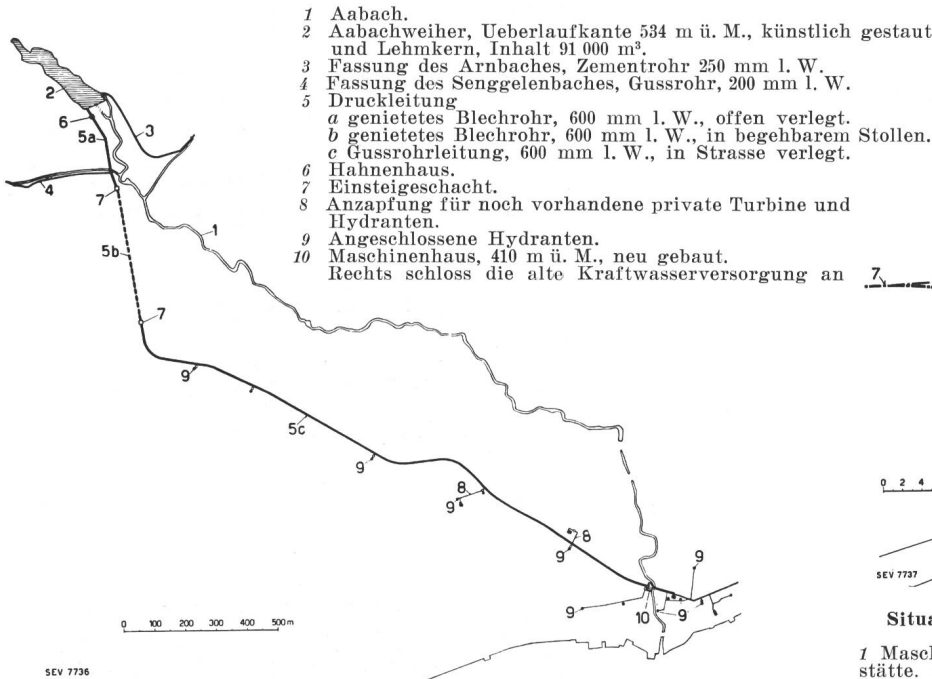 1 Aabach.
2 Aabachweiher, Ueberlaufkante 534 m ü. M., künstlich gestaut
und Lehmkern, Inhalt 91 000 m³.
3 Fassung des Arnbaches, Zementrohr 250 mm l. W.
4 Fassung des Senggelenbaches, Gussrohr, 200 mm l. W.
5 Druckleitung
a genietetes Blechrohr, 600 mm l. W., offen verlegt.
b genietetes Blechrohr, 600 mm l. W., in begehbarem Stollen.
c Gussrohrleitung, 600 mm l. W., in Strasse verlegt.
6 Hahnenhaus.
7 Einsteigeschacht.
8 Anzapfung für noch vorhandene private Turbine und
Hydranten.
9 Angeschlossene Hydranten.
10 Maschinenhaus, 410 m ü. M., neu gebaut.
Rechts schloss die alte Kraftwasserversorgung an
7
2
6
3
5a
4
7
1
5b
7
9
5c
9
8
9
8
9
9
9
10
9
0 100 200 300 400 500 m
SEV 7736
0 2 4
SEV 7737
Situa
1 Masch
stätte.